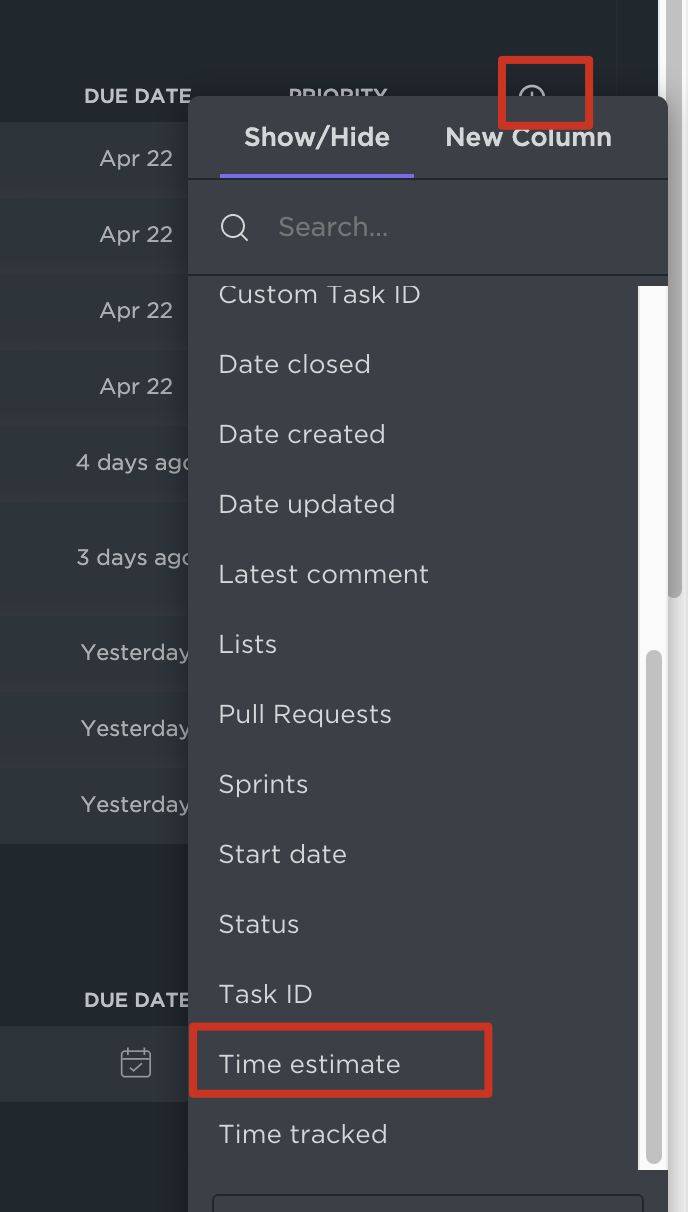 DUE DATE PRIORITY
Show/Hide New Column
Search...
Custom Task ID
Date closed
Date created
Date updated
Latest comment
Lists
Pull Requests
Sprints
Start date
Status
Task ID
Time estimate
Time tracked
Apr 22
Apr 22
Apr 22
Apr 22
4 days ago
3 days ago
Yesterday
Yesterday
Yesterday
DUE DATE